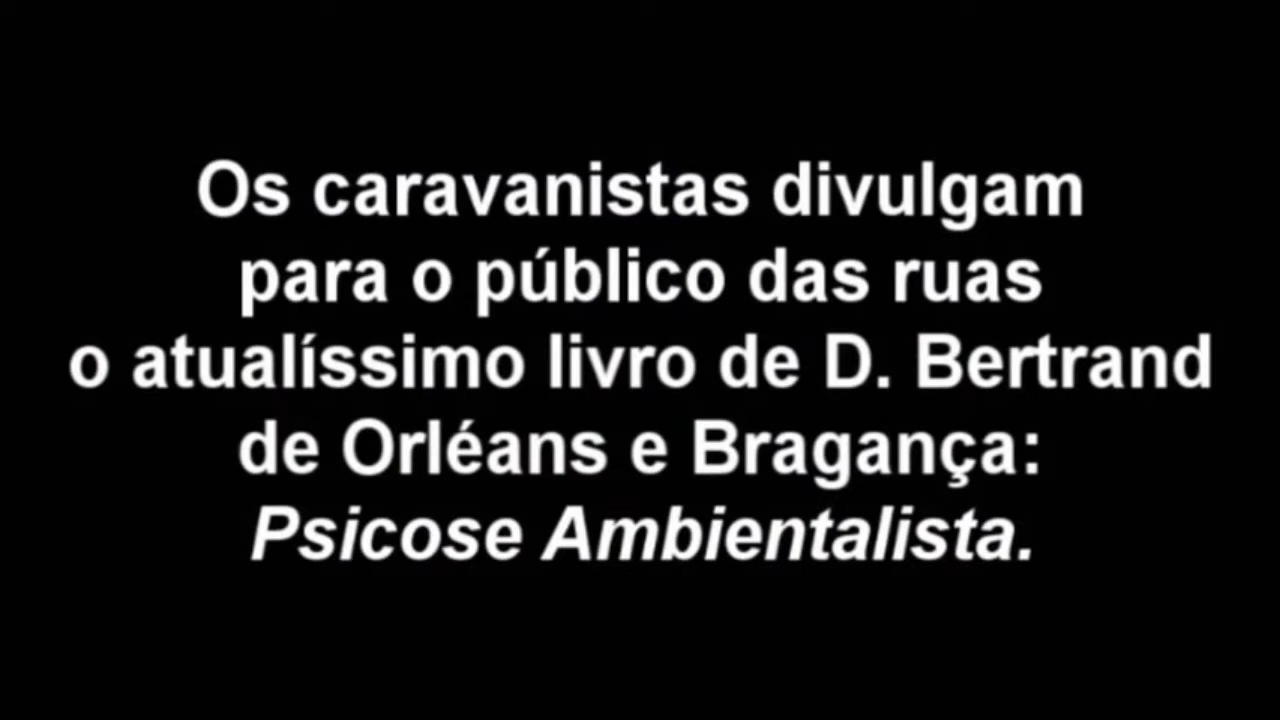 Os caravanistas divulgam
para o público das ruas
o atualíssimo livro de D. Bertrand
de Orléans e Bragança:
Psicose Ambientalista.